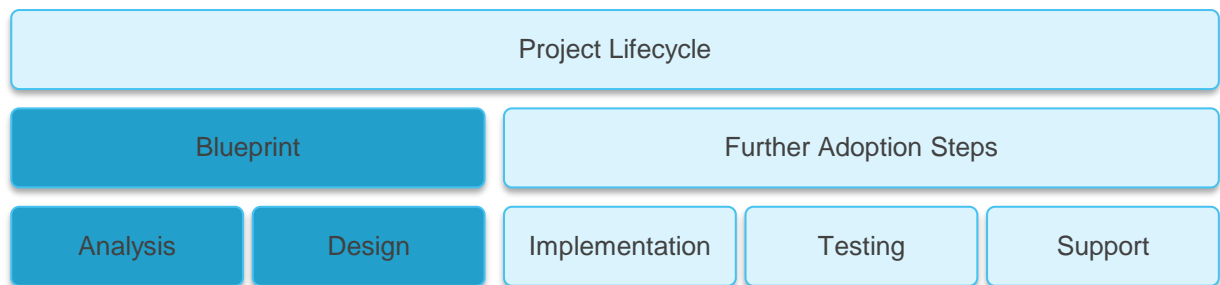 Project Lifecycle
Blueprint
Further Adoption Steps
Analysis
Design
Implementation
Testing
Support